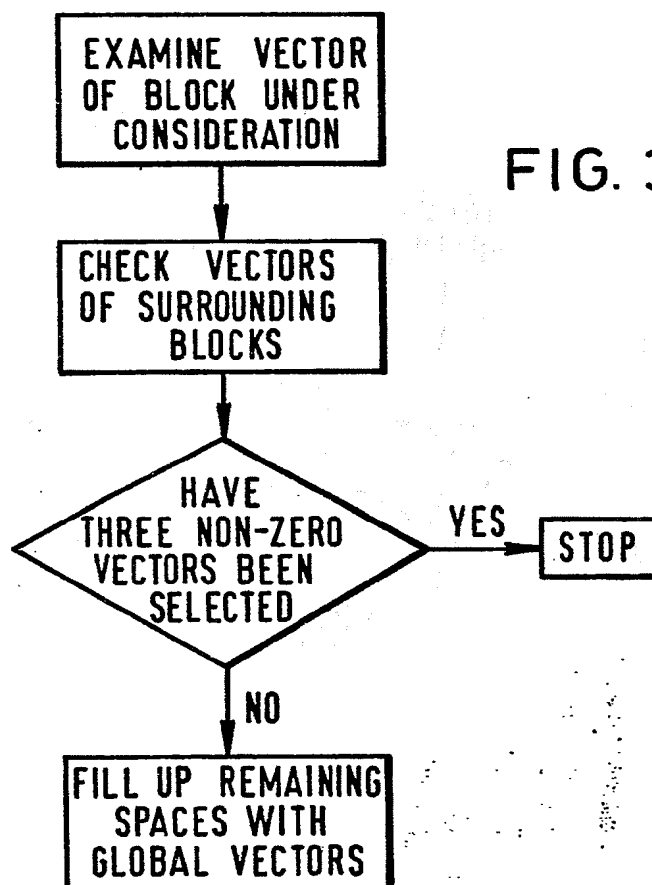 EXAMINE VECTOR
OF BLOCK UNDER
CONSIDERATION
FIG. 3
CHECK VECTORS
OF SURROUNDING
BLOCKS
HAVE
THREE NON-ZERO
VECTORS BEEN
SELECTED
YES
STOP
NO
FILL UP REMAINING
SPACES WITH
GLOBAL VECTORS